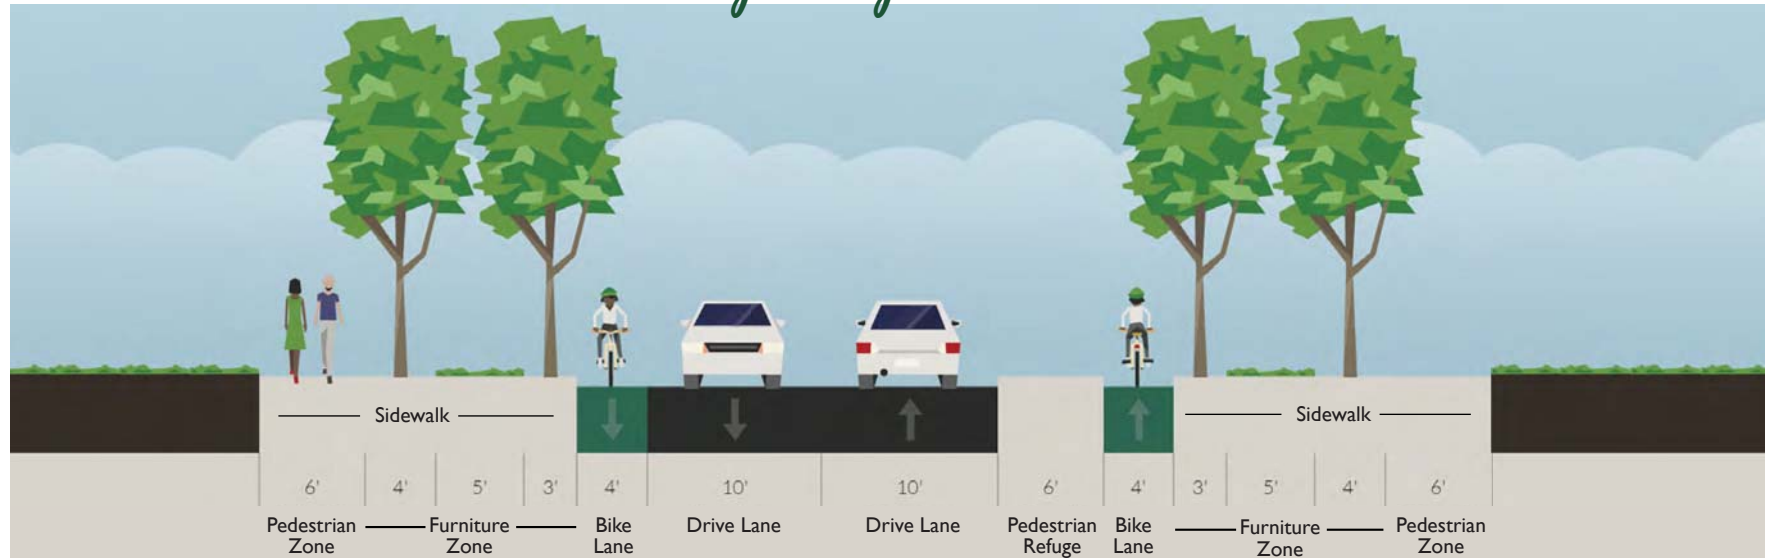 Sidewalk
Sidewalk
6' 4' 5' 3' 4' 10' 10' 6' 4' 3' 5' 4' 6'
Pedestrian Zone
Furniture Zone
Bike Lane
Drive Lane
Drive Lane
Pedestrian Refuge
Bike Lane
Furniture Zone
Pedestrian Zone